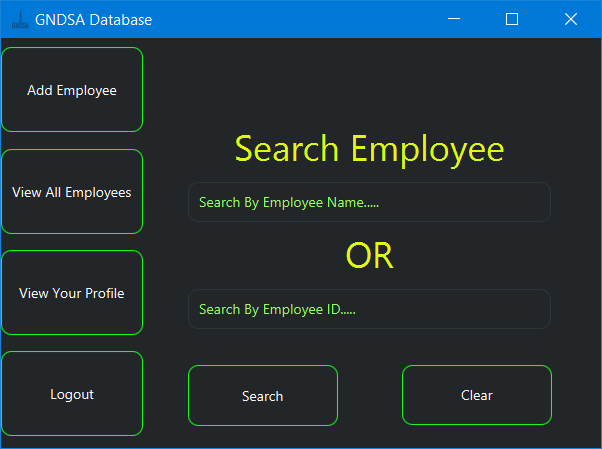 GNDSA Database
Add Employee
View All Employees
View Your Profile
Logout
Search Employee
Search By Employee Name.....
OR
Search By Employee ID.....
Search
Clear